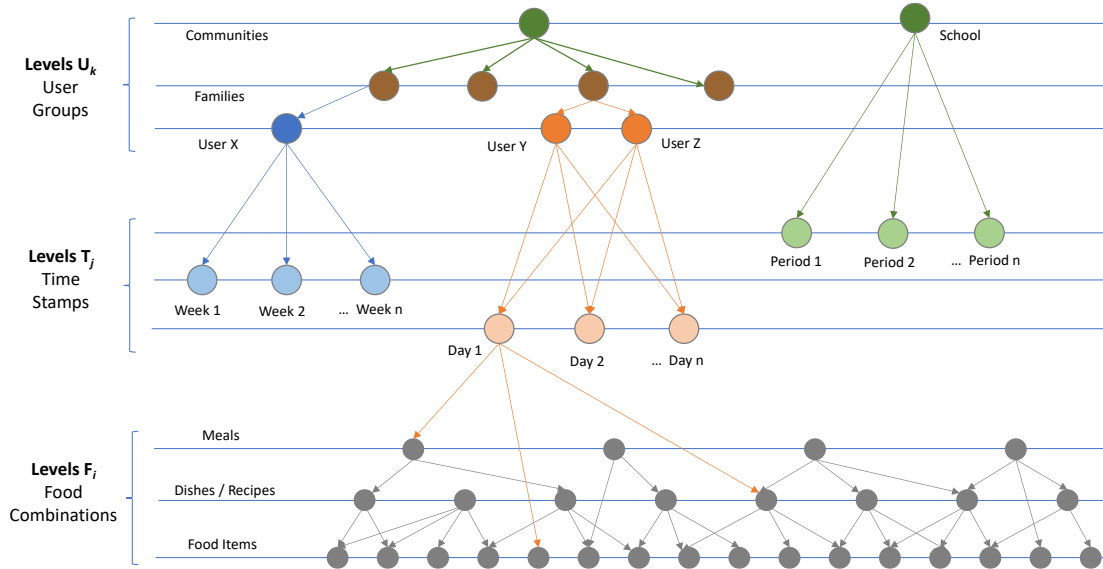 Communities
School
Levels Uk
User
Groups
Families
User X
User Y
User Z
Levels Tj
Time
Stamps
Period 1
Period 2
... Period n
Week 1
Week 2
... Week n
Day 1
Day 2
... Day n
Meals
Levels Fi
Food
Combinations
Dishes / Recipes
Food Items